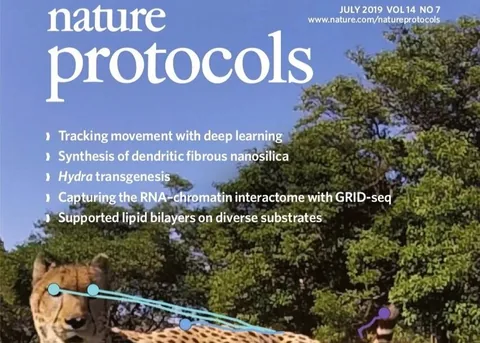 JULY 2019 VOL 14 NO 7
www.nature.com/natureprotocols
nature
protocols
Tracking movement with deep learning
Synthesis of dendritic fibrous nanosilica
Hydra transgenesis
Capturing the RNA–chromatin interactome with GRID-seq
Supported lipid bilayers on diverse substrates